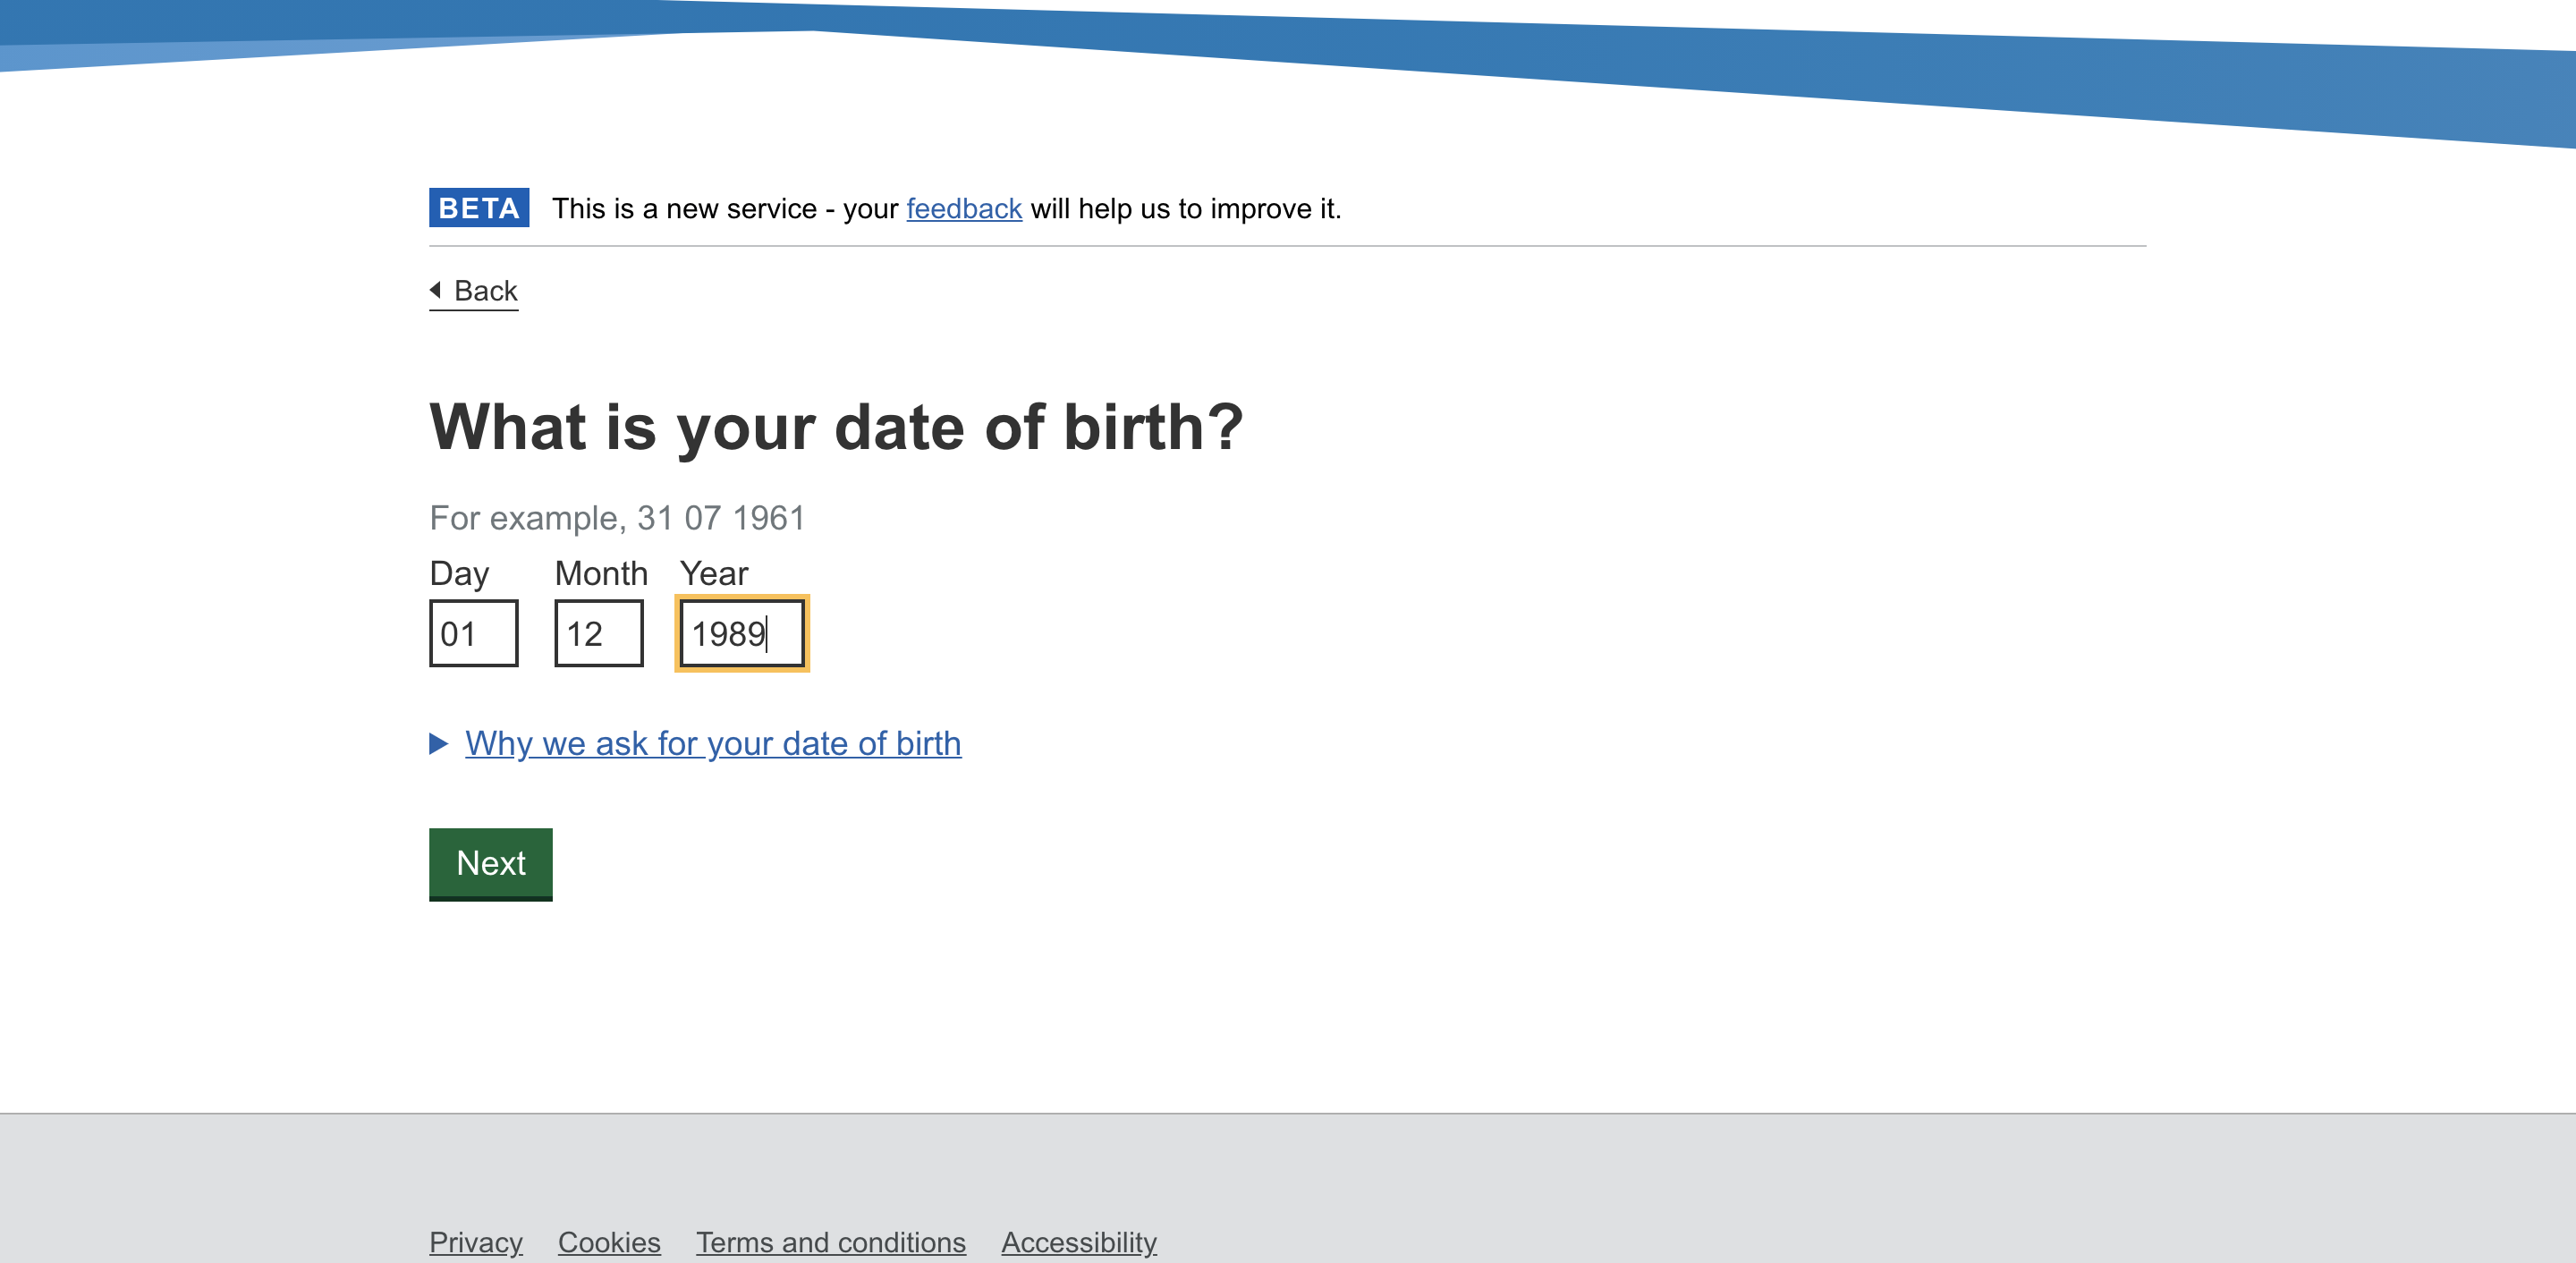 BETA This is a new service - your feedback will help us to improve it.
Back
What is your date of birth?
For example, 31 07 1961
Day Month Year
01 12 1989
Why we ask for your date of birth
Next
Privacy Cookies Terms and conditions Accessibility